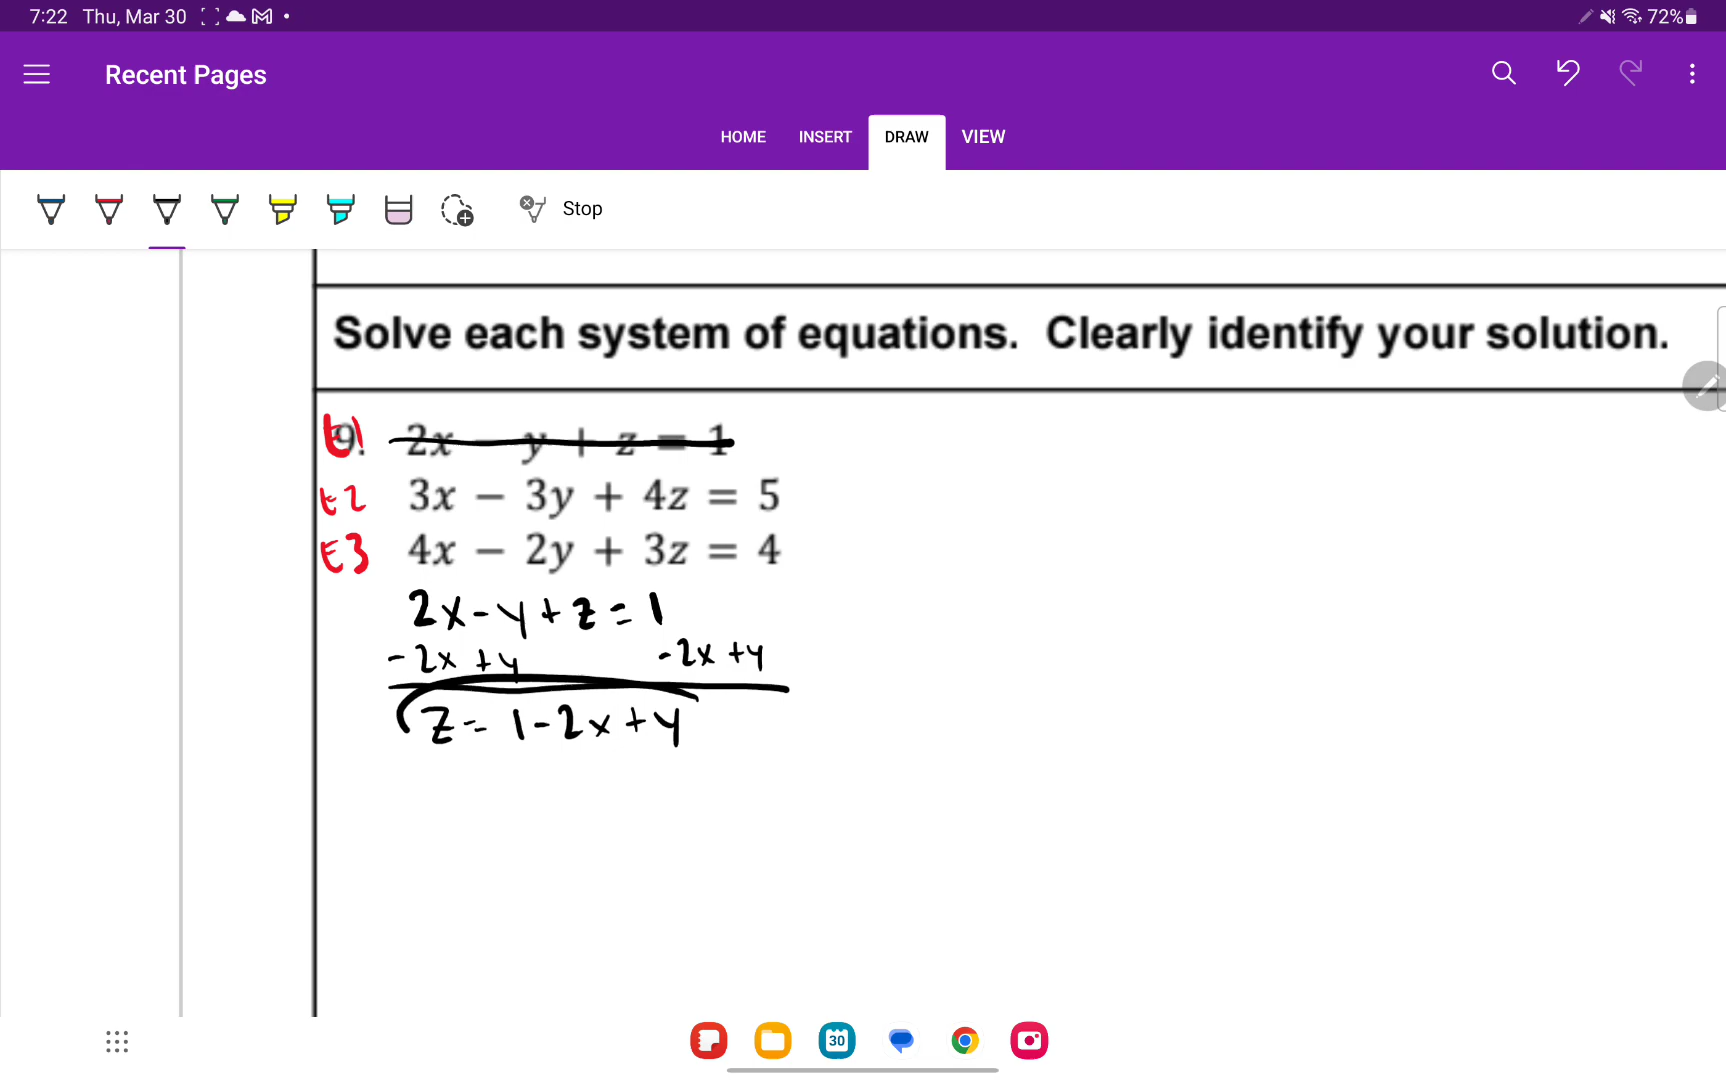 7:22 Thu, Mar 30 72%
Recent Pages
HOME INSERT DRAW VIEW
Stop
Solve each system of equations. Clearly identify your solution.
E1 9. 2x − y + z = 1
E2 3x − 3y + 4z = 5
E3 4x − 2y + 3z = 4
2x - y + z = 1
- 2x + y - 2x + y
z = 1 - 2x + y
30